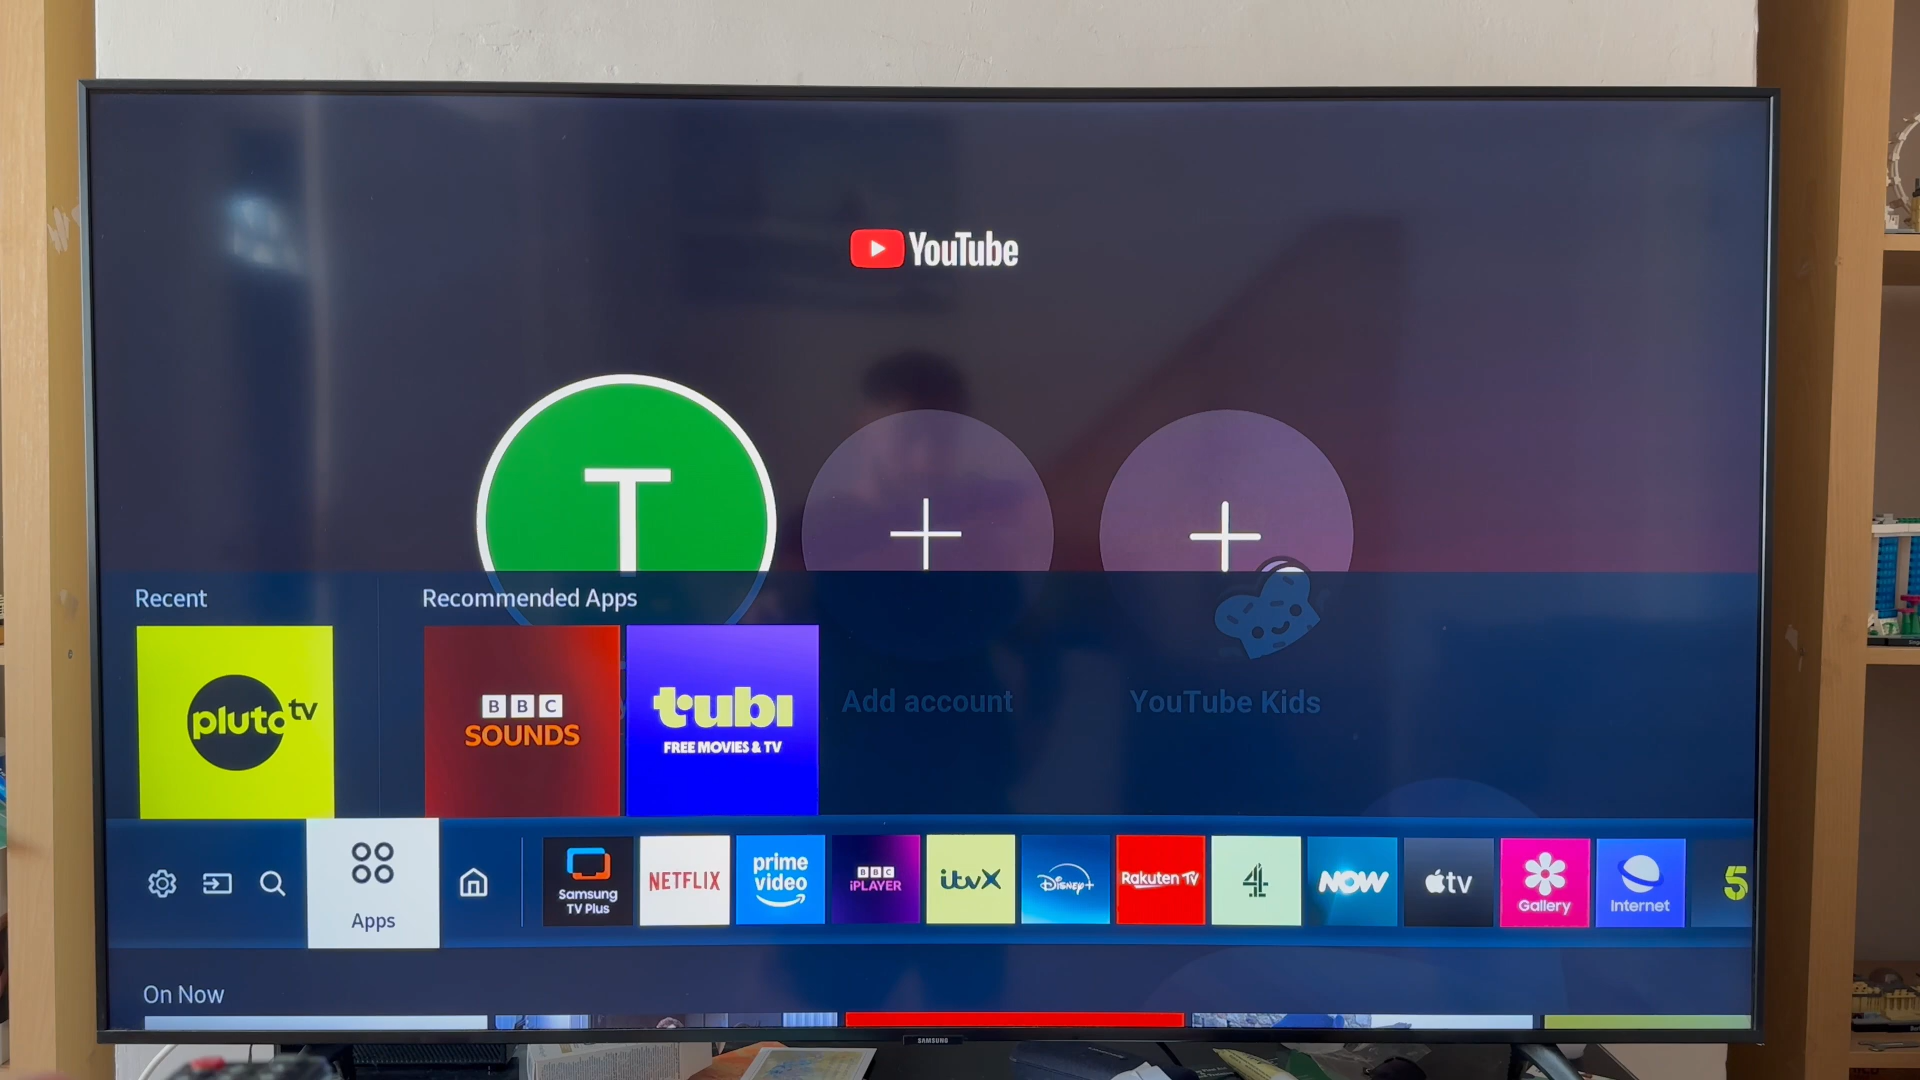 YouTube
T
Recent
Recommended Apps
pluto tv
BBC
SOUNDS
tubi
FREE MOVIES & TV
Add account
YouTube Kids
Apps
Samsung
TV Plus
NETFLIX
prime
video
BBC
iPLAYER
itvX
Disney+
Rakuten TV
4
NOW
tv
Gallery
Internet
5
On Now
SAMSUNG